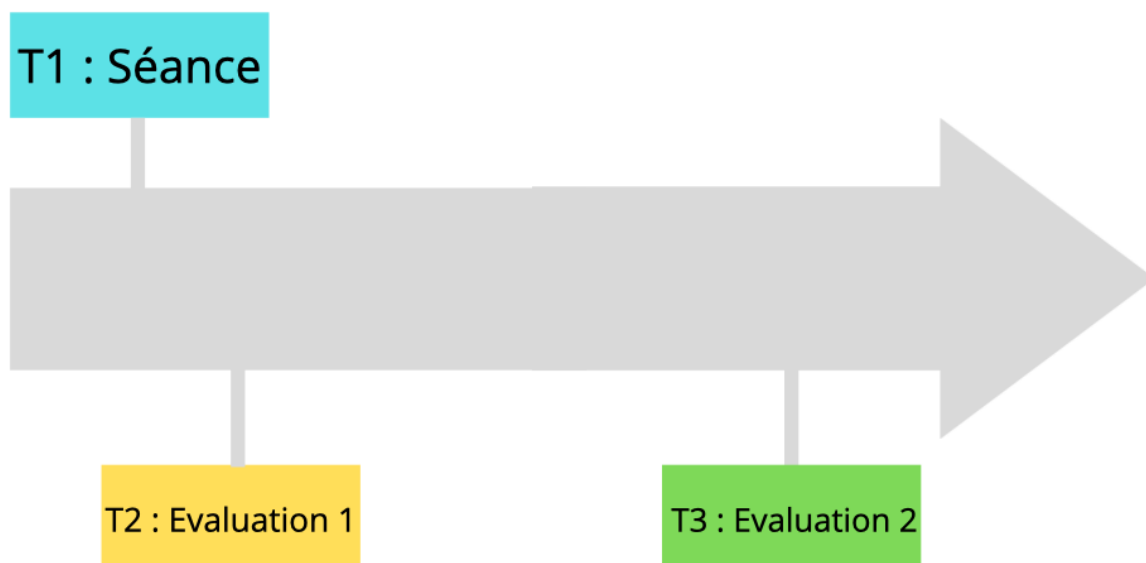 T1 : Séance
T2 : Evaluation 1
T3 : Evaluation 2